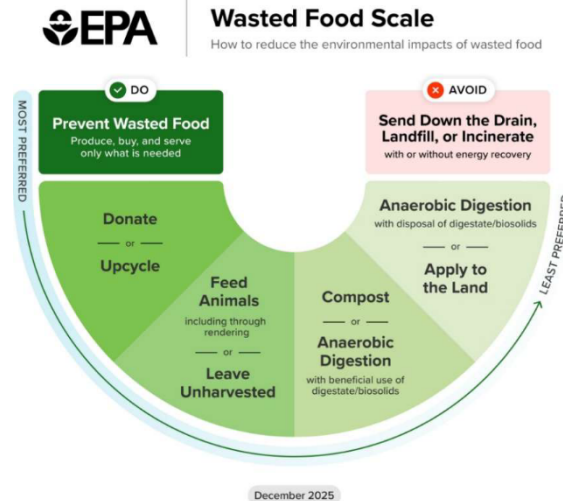 EPA
Wasted Food Scale
How to reduce the environmental impacts of wasted food
MOST PREFERRED
DO
Prevent Wasted Food
Produce, buy, and serve
only what is needed
Donate
or
Upcycle
Feed
Animals
including through
rendering
or
Leave
Unharvested
Compost
or
Anaerobic
Digestion
with beneficial use of
digestate/biosolids
Anaerobic Digestion
with disposal of digestate/biosolids
or
Apply to
the Land
AVOID
Send Down the Drain,
Landfill, or Incinerate
with or without energy recovery
LEAST PREFERRED
December 2025